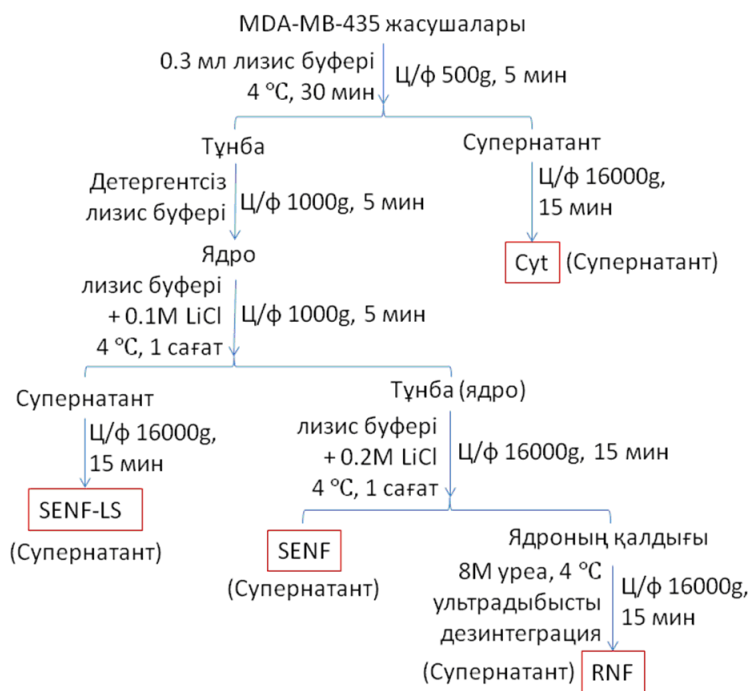 MDA-MB-435 жасушалары
0.3 мл лизис буфері
4 °C, 30 мин
Ц/ф 500g, 5 мин
Тұнба
Супернатант
Детергентсіз
лизис буфері
Ц/ф 1000g, 5 мин
Ц/ф 16000g,
15 мин
Ядро
Cyt (Супернатант)
лизис буфері
+ 0.1M LiCl
4 °C, 1 сағат
Ц/ф 1000g, 5 мин
Супернатант
Тұнба (ядро)
Ц/ф 16000g,
15 мин
лизис буфері
+ 0.2M LiCl
4 °C, 1 сағат
Ц/ф 16000g, 15 мин
SENF-LS
(Супернатант)
SENF
(Супернатант)
Ядроның қалдығы
8М уреа, 4 °C
ультрадыбысты
дезинтеграция
Ц/ф 16000g,
15 мин
(Супернатант) RNF